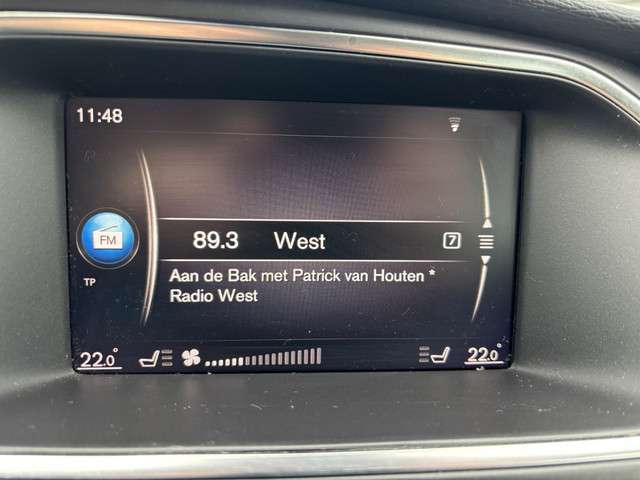 11:48
FM
89.3 West 7
TP
Aan de Bak met Patrick van Houten *
Radio West
22.0° 22.0°